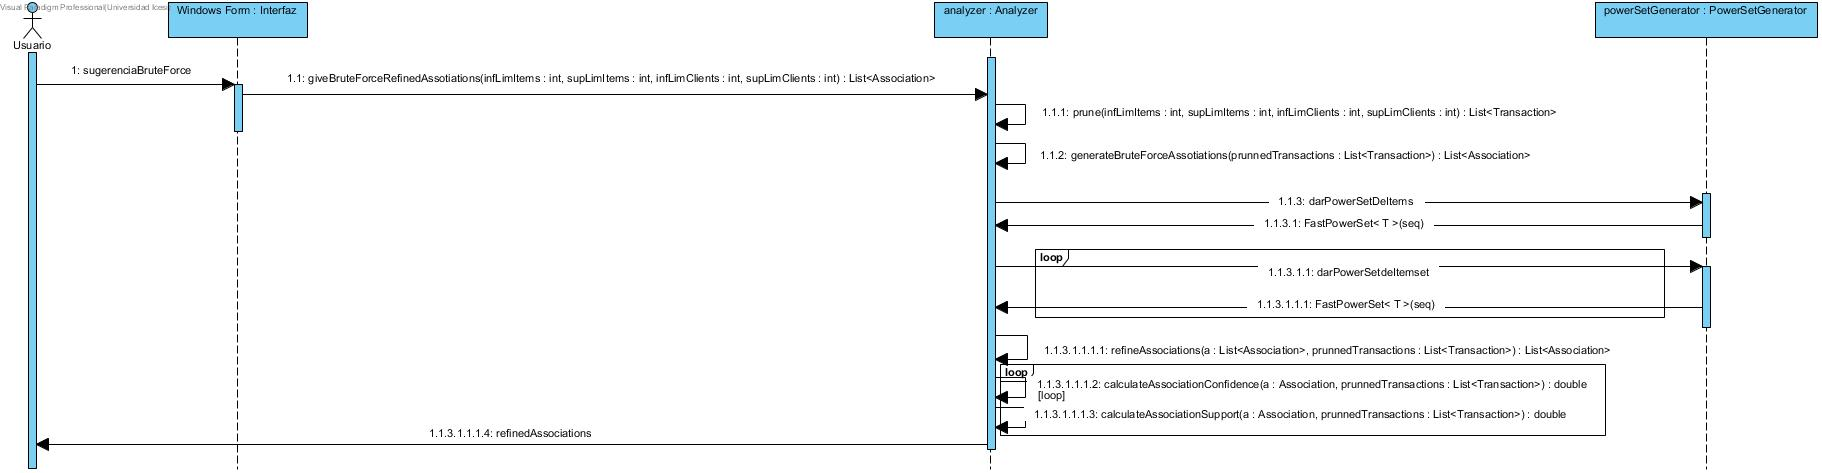 Visual Paradigm Professional(Universidad Icesi
Windows Form : Interfaz
analyzer : Analyzer
powerSetGenerator : PowerSetGenerator
Usuario
1: sugerenciaBruteForce
1.1: giveBruteForceRefinedAssotiations(infLimItems : int, supLimItems : int, infLimClients : int, supLimClients : int) : List<Association>
1.1.1: prune(infLimItems : int, supLimItems : int, infLimClients : int, supLimClients : int) : List<Transaction>
1.1.2: generateBruteForceAssotiations(prunnedTransactions : List<Transaction>) : List<Association>
1.1.3: darPowerSetDeItems
1.1.3.1: FastPowerSet< T >(seq)
loop
1.1.3.1.1: darPowerSetdeItemset
1.1.3.1.1.1: FastPowerSet< T >(seq)
1.1.3.1.1.1.1: refineAssociations(a : List<Association>, prunnedTransactions : List<Transaction>) : List<Association>
loop
1.1.3.1.1.1.2: calculateAssociationConfidence(a : Association, prunnedTransactions : List<Transaction>) : double
[loop]
1.1.3.1.1.1.3: calculateAssociationSupport(a : Association, prunnedTransactions : List<Transaction>) : double
1.1.3.1.1.1.4: refinedAssociations